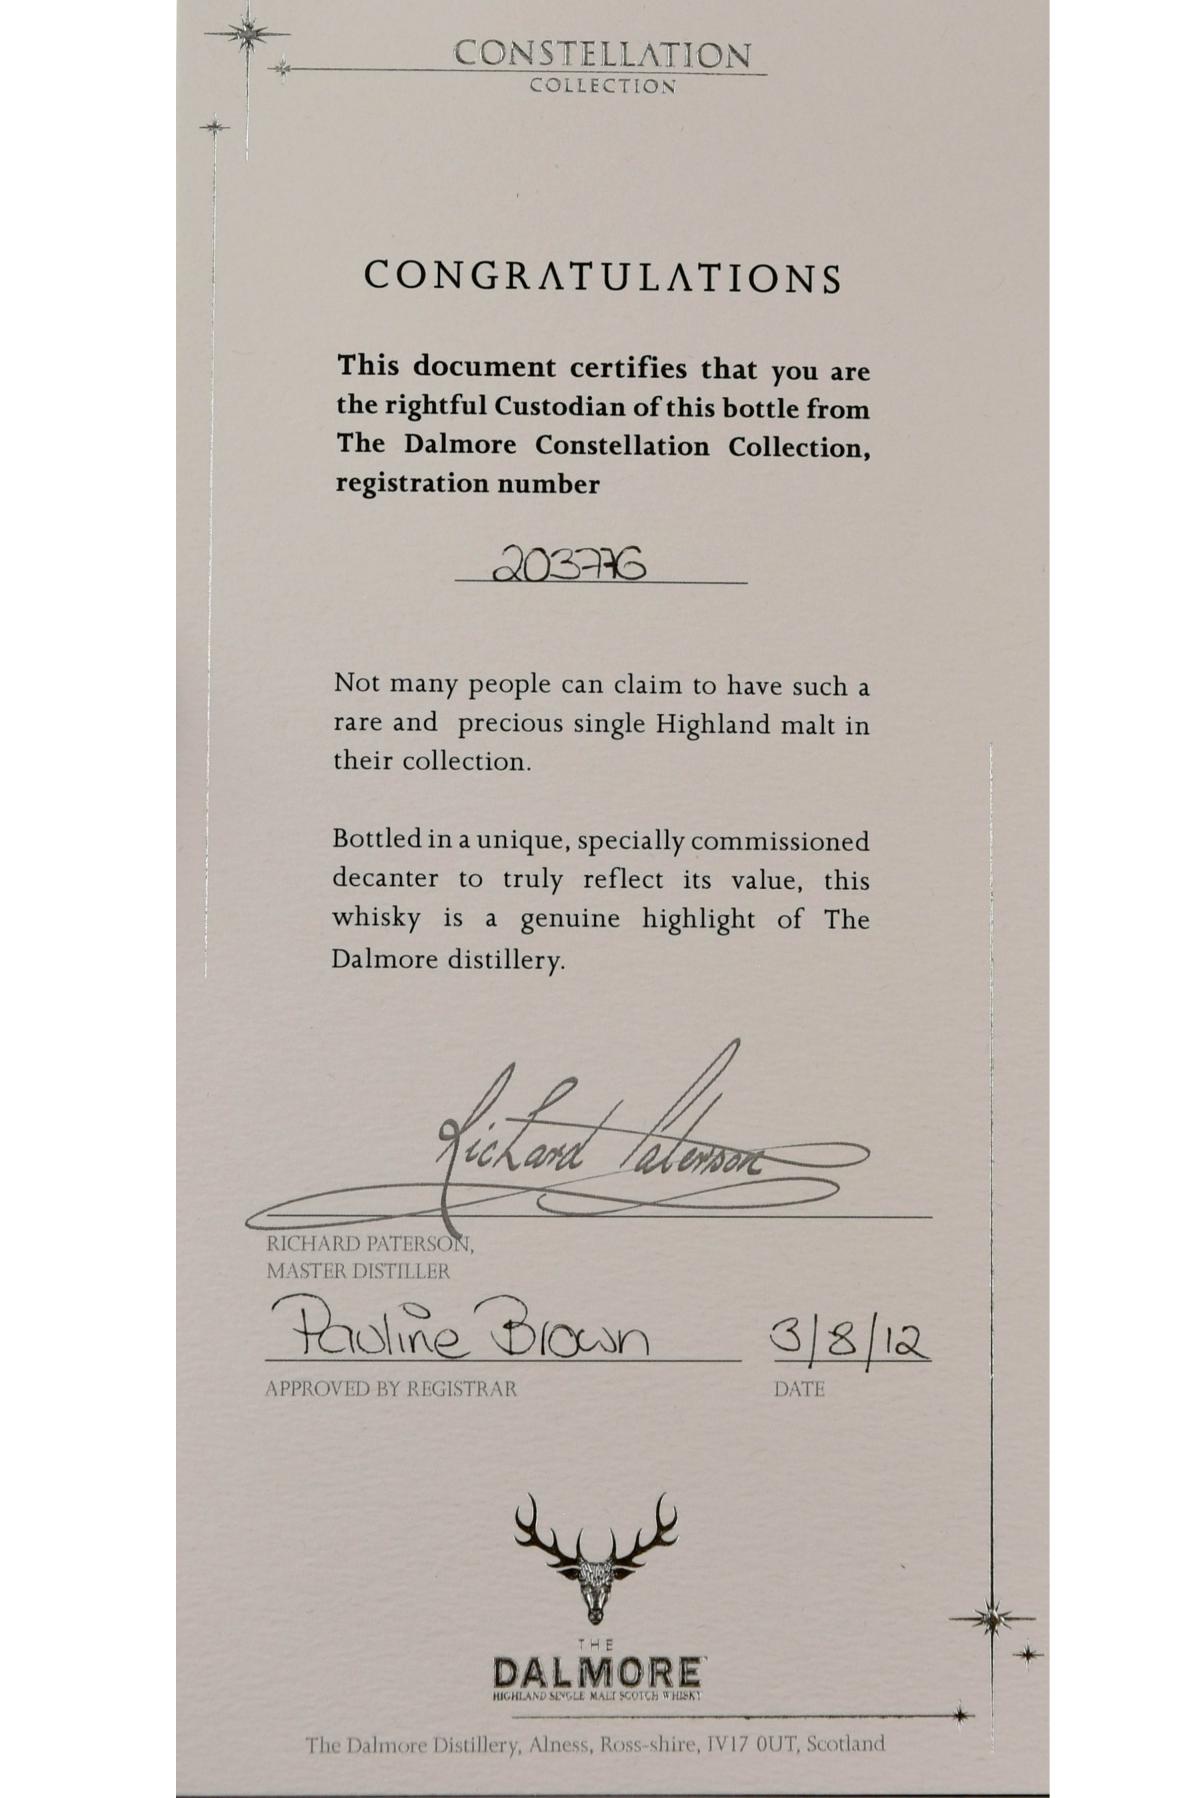 CONSTELLATION
COLLECTION
CONGRATULATIONS
This document certifies that you are
the rightful Custodian of this bottle from
The Dalmore Constellation Collection,
registration number
203776
Not many people can claim to have such a
rare and precious single Highland malt in
their collection.
Bottled in a unique, specially commissioned
decanter to truly reflect its value, this
whisky is a genuine highlight of The
Dalmore distillery.
Richard Paterson
RICHARD PATERSON,
MASTER DISTILLER
Pauline Brown 3/8/12
APPROVED BY REGISTRAR DATE
THE
DALMORE
HIGHLAND SINGLE MALT SCOTCH WHISKY
The Dalmore Distillery, Alness, Ross-shire, IV17 0UT, Scotland